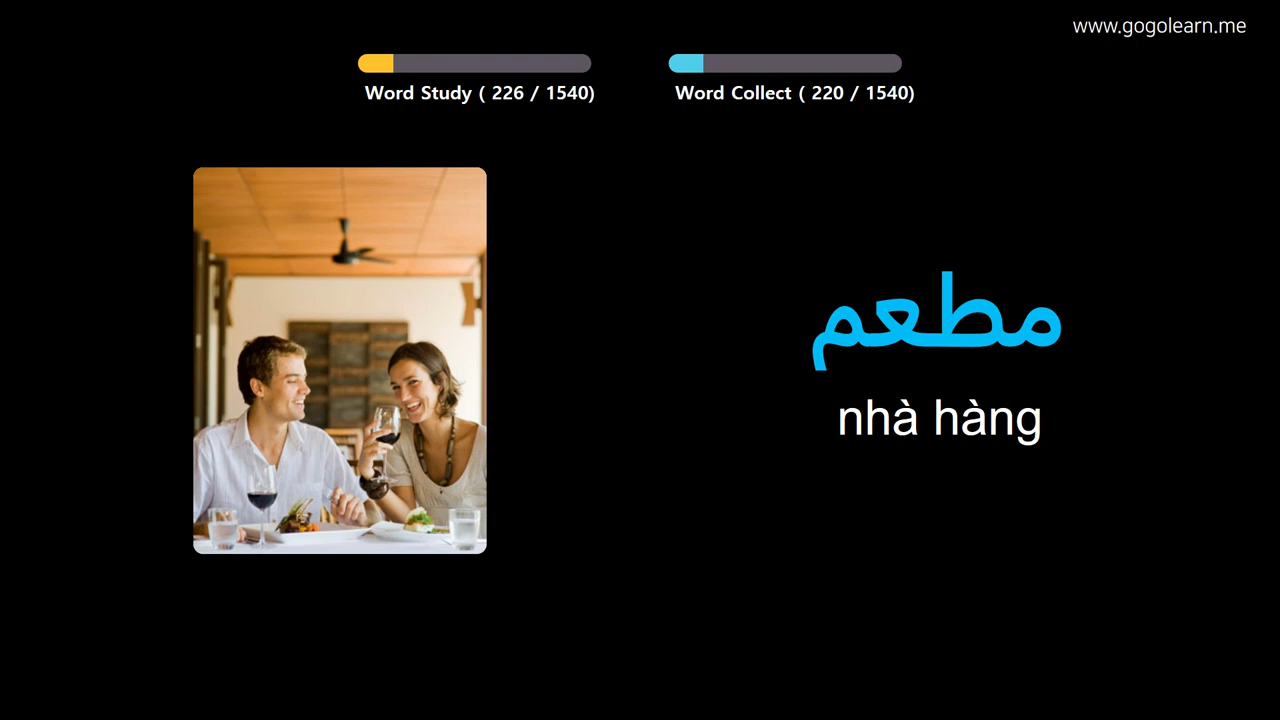 www.gogolearn.me
Word Study ( 226 / 1540)
Word Collect ( 220 / 1540)
مطعم
nhà hàng